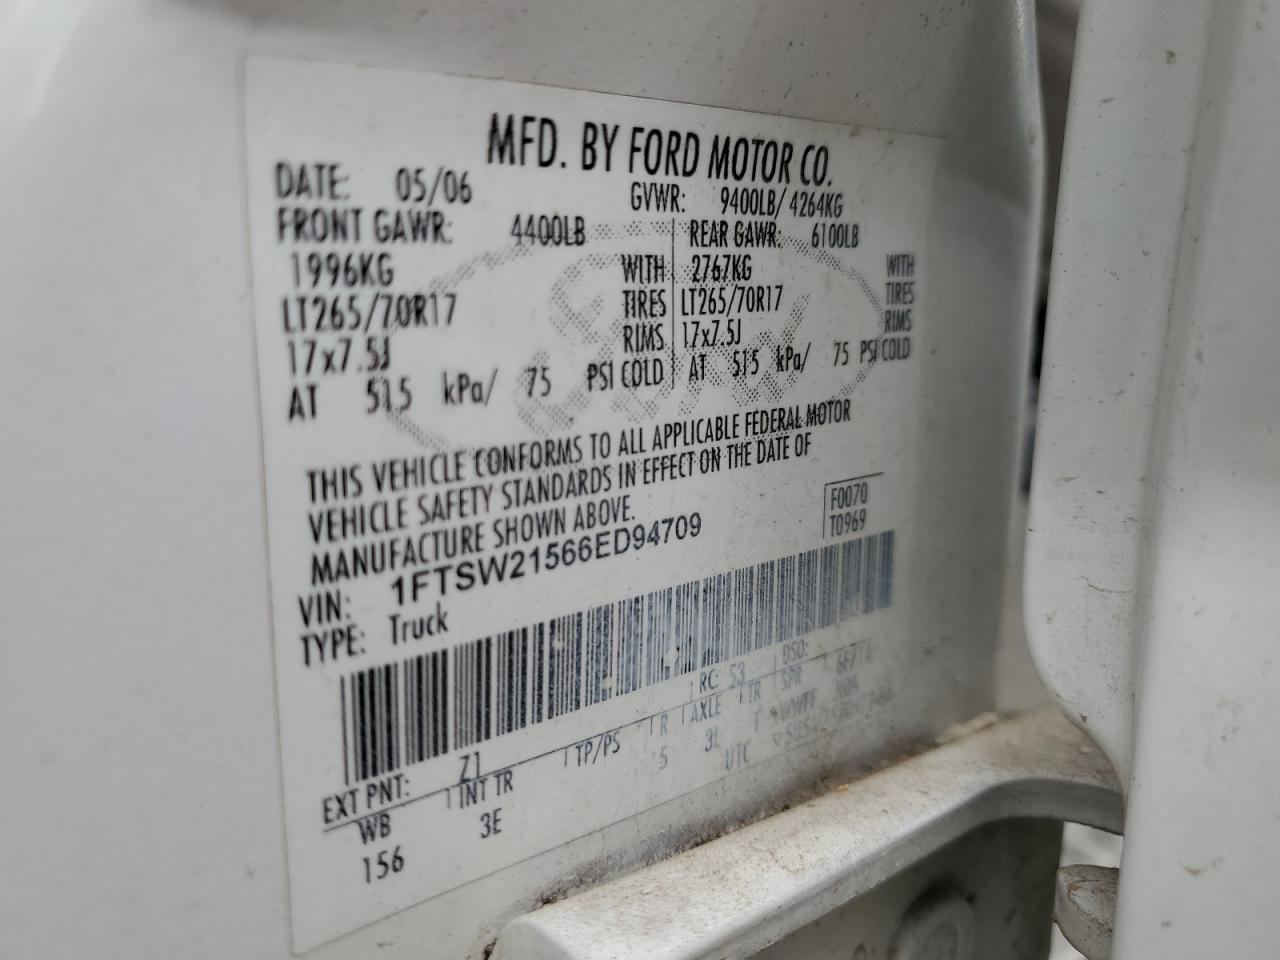 MFD. BY FORD MOTOR CO.
DATE: 05/06 GVWR: 9400LB/ 4264KG
FRONT GAWR: 4400LB REAR GAWR: 6100LB
1996KG WITH 2767KG WITH
LT265/70R17 TIRES LT265/70R17 TIRES
17x7.5J RIMS 17x7.5J RIMS
AT 515 kPa/ 75 PSI COLD AT 515 kPa/ 75 PSI COLD
THIS VEHICLE CONFORMS TO ALL APPLICABLE FEDERAL MOTOR
VEHICLE SAFETY STANDARDS IN EFFECT ON THE DATE OF
MANUFACTURE SHOWN ABOVE.
F0070
T0969
VIN: 1FTSW21566ED94709
TYPE: Truck
RC: 53 DSO:
EXT PNT: Z1
WB INT TR TP/PS R AXLE TR SPR
156 3E 5 3L
UTC